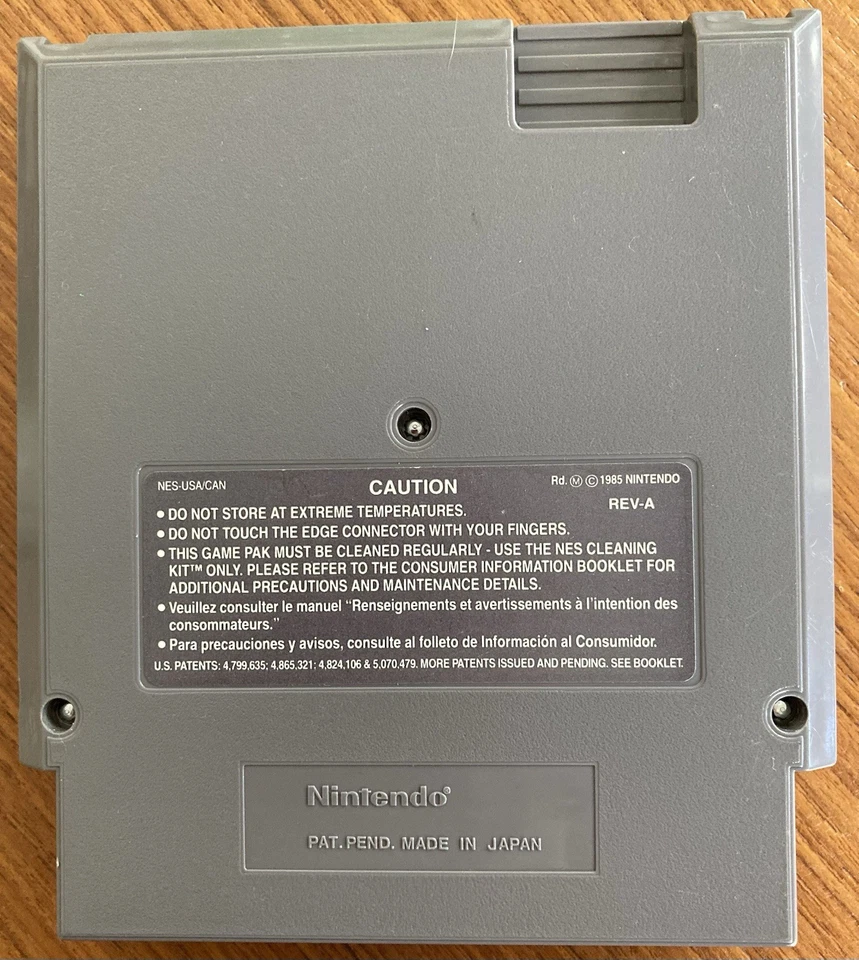 NES-USA/CAN
CAUTION
Rd. Ⓜ Ⓒ 1985 NINTENDO
REV-A
● DO NOT STORE AT EXTREME TEMPERATURES.
● DO NOT TOUCH THE EDGE CONNECTOR WITH YOUR FINGERS.
● THIS GAME PAK MUST BE CLEANED REGULARLY - USE THE NES CLEANING
KIT™ ONLY. PLEASE REFER TO THE CONSUMER INFORMATION BOOKLET FOR
ADDITIONAL PRECAUTIONS AND MAINTENANCE DETAILS.
● Veuillez consulter le manuel "Renseignements et avertissements à l'intention des
consommateurs."
● Para precauciones y avisos, consulte al folleto de Información al Consumidor.
U.S. PATENTS: 4,799,635; 4,865,321; 4,824,106 & 5,070,479. MORE PATENTS ISSUED AND PENDING. SEE BOOKLET.
Nintendo®
PAT. PEND. MADE IN JAPAN